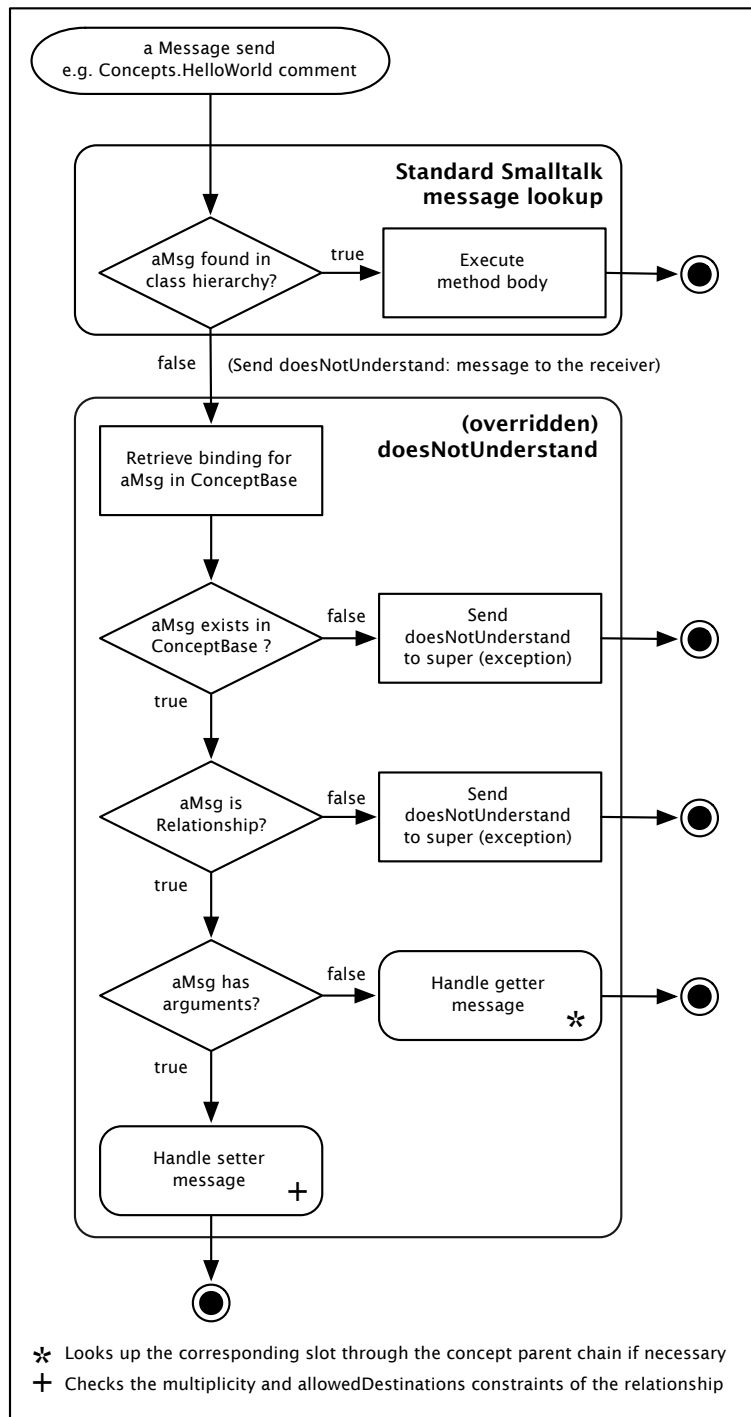 a Message send
e.g. Concepts.HelloWorld comment
Standard Smalltalk
message lookup
aMsg found in
class hierarchy?
true
Execute
method body
false
(Send doesNotUnderstand: message to the receiver)
(overridden)
doesNotUnderstand
Retrieve binding for
aMsg in ConceptBase
aMsg exists in
ConceptBase ?
false
Send
doesNotUnderstand
to super (exception)
true
aMsg is
Relationship?
false
Send
doesNotUnderstand
to super (exception)
true
aMsg has
arguments?
false
Handle getter
message
*
true
Handle setter
message
+
* Looks up the corresponding slot through the concept parent chain if necessary
+ Checks the multiplicity and allowedDestinations constraints of the relationship